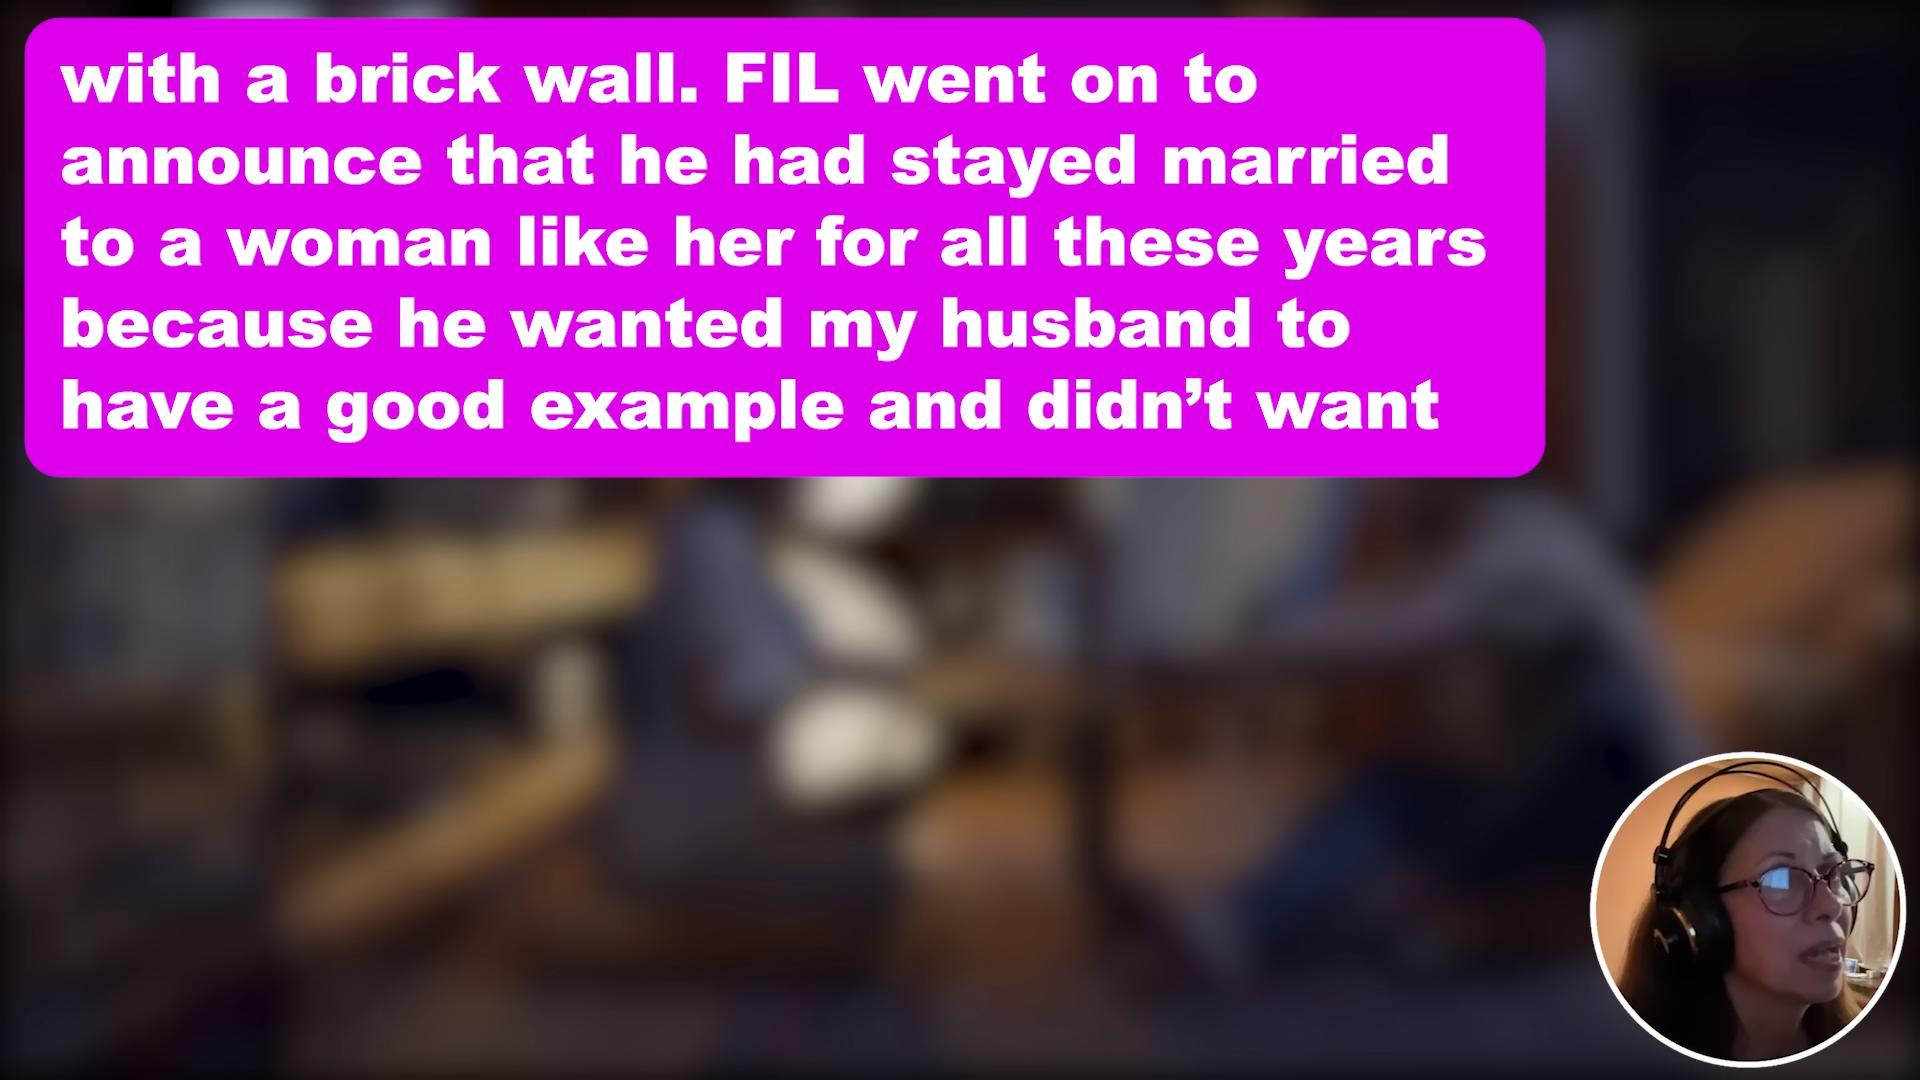 with a brick wall. FIL went on to
announce that he had stayed married
to a woman like her for all these years
because he wanted my husband to
have a good example and didn’t want